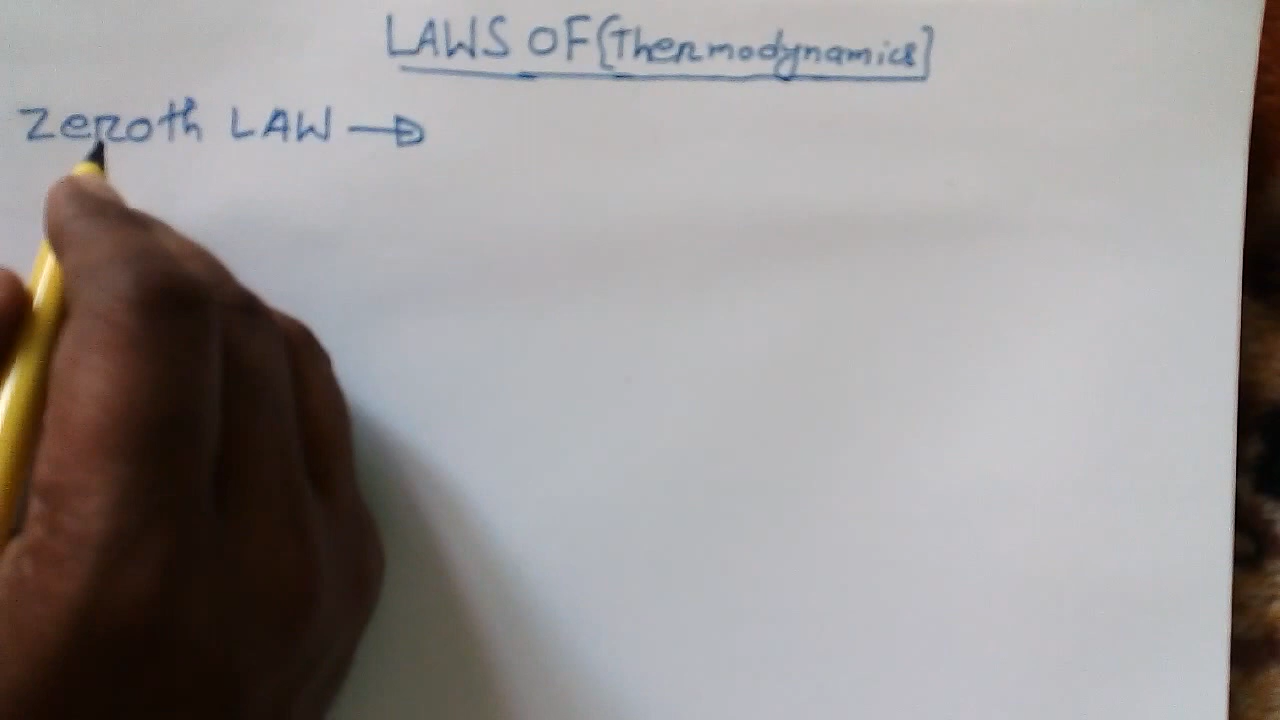 LAWS OF [Thermodynamics]
Zeroth LAW →